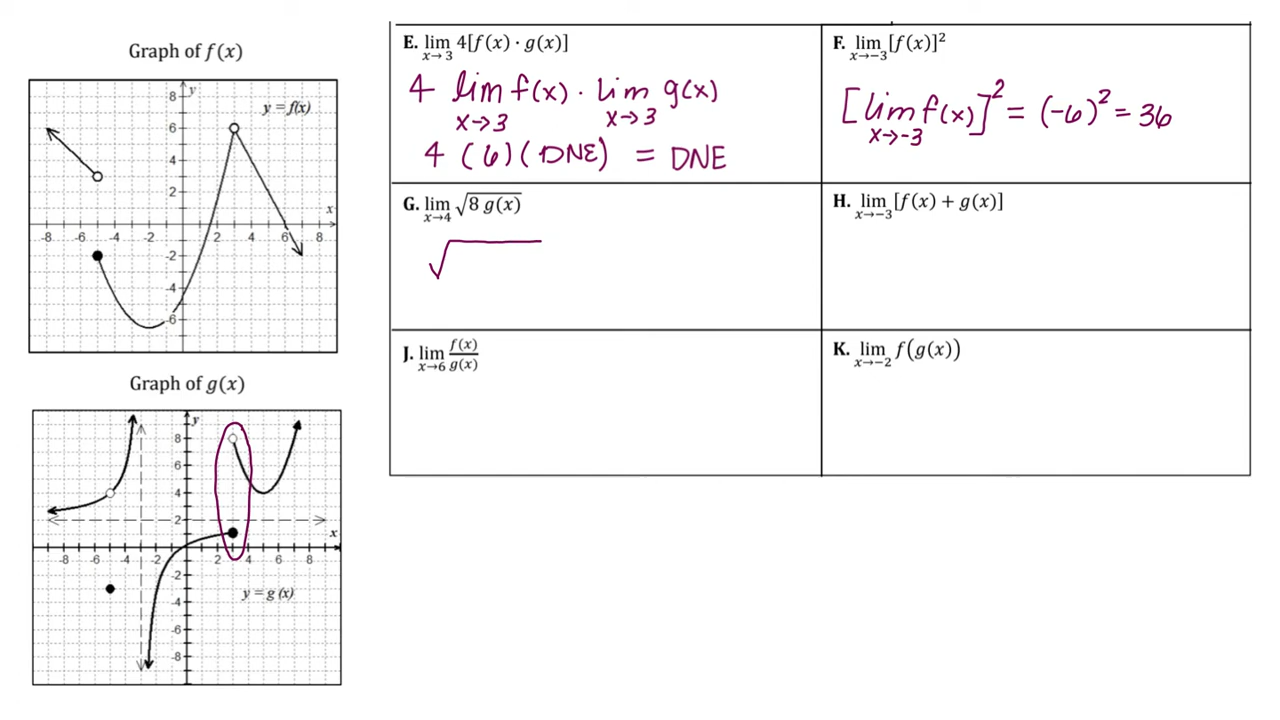 Graph of f(x)
8
y
y = f(x)
6
4
2
x
-8 -6 -4 -2 2 4 6 8
-2
-4
-6
Graph of g(x)
y
8
6
4
2
x
-8 -6 -4 -2 2 4 6 8
-2
-4
y = g (x)
-6
-8
E. lim x→3 4[f(x) · g(x)]
4 lim x→3 f(x) · lim x→3 g(x)
4 (6)(DNE) = DNE
F. lim x→−3 [f(x)]²
[lim x→-3 f(x)]² = (-6)² = 36
G. lim x→4 √8 g(x)
√
H. lim x→−3 [f(x) + g(x)]
J. lim x→6 f(x)/g(x)
K. lim x→−2 f(g(x))